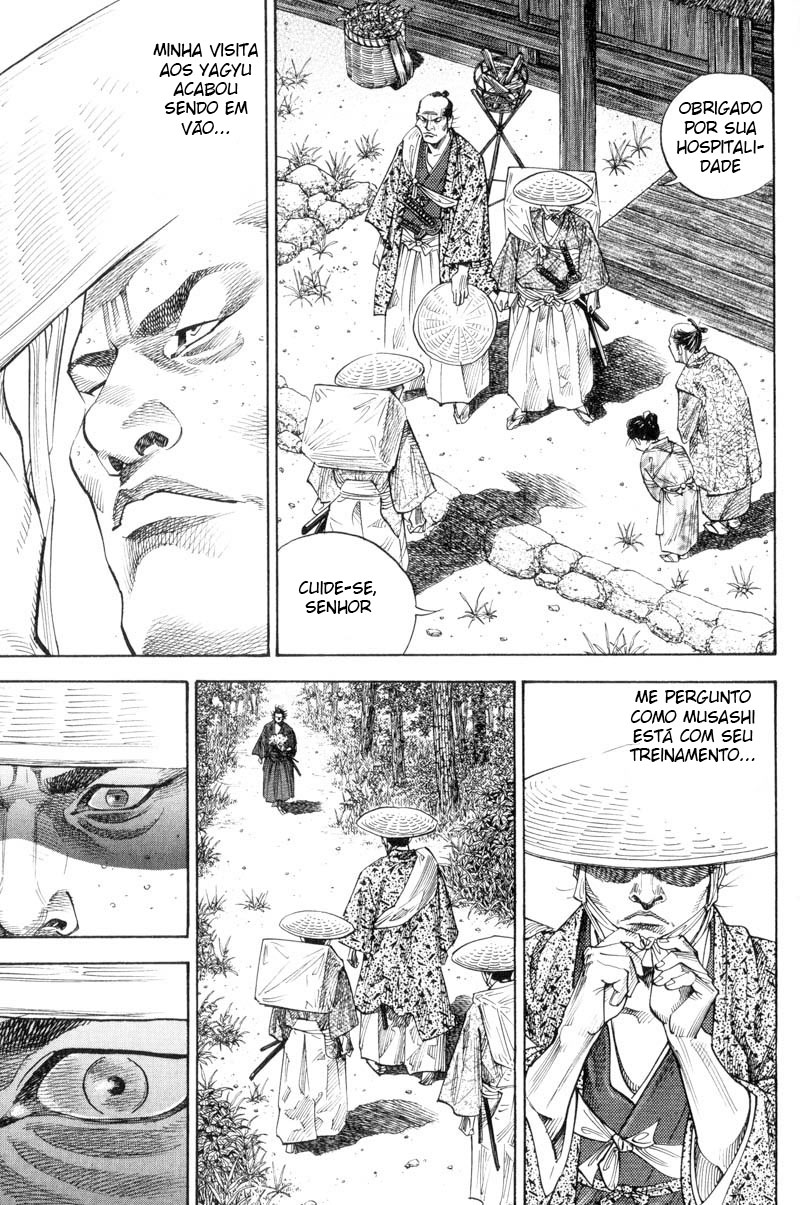 OBRIGADO
POR SUA
HOSPITALI-
DADE
CUIDE-SE,
SENHOR
MINHA VISITA
AOS YAGYU
ACABOU
SENDO EM
VÃO...
ME PERGUNTO
COMO MUSASHI
ESTÁ COM SEU
TREINAMENTO...